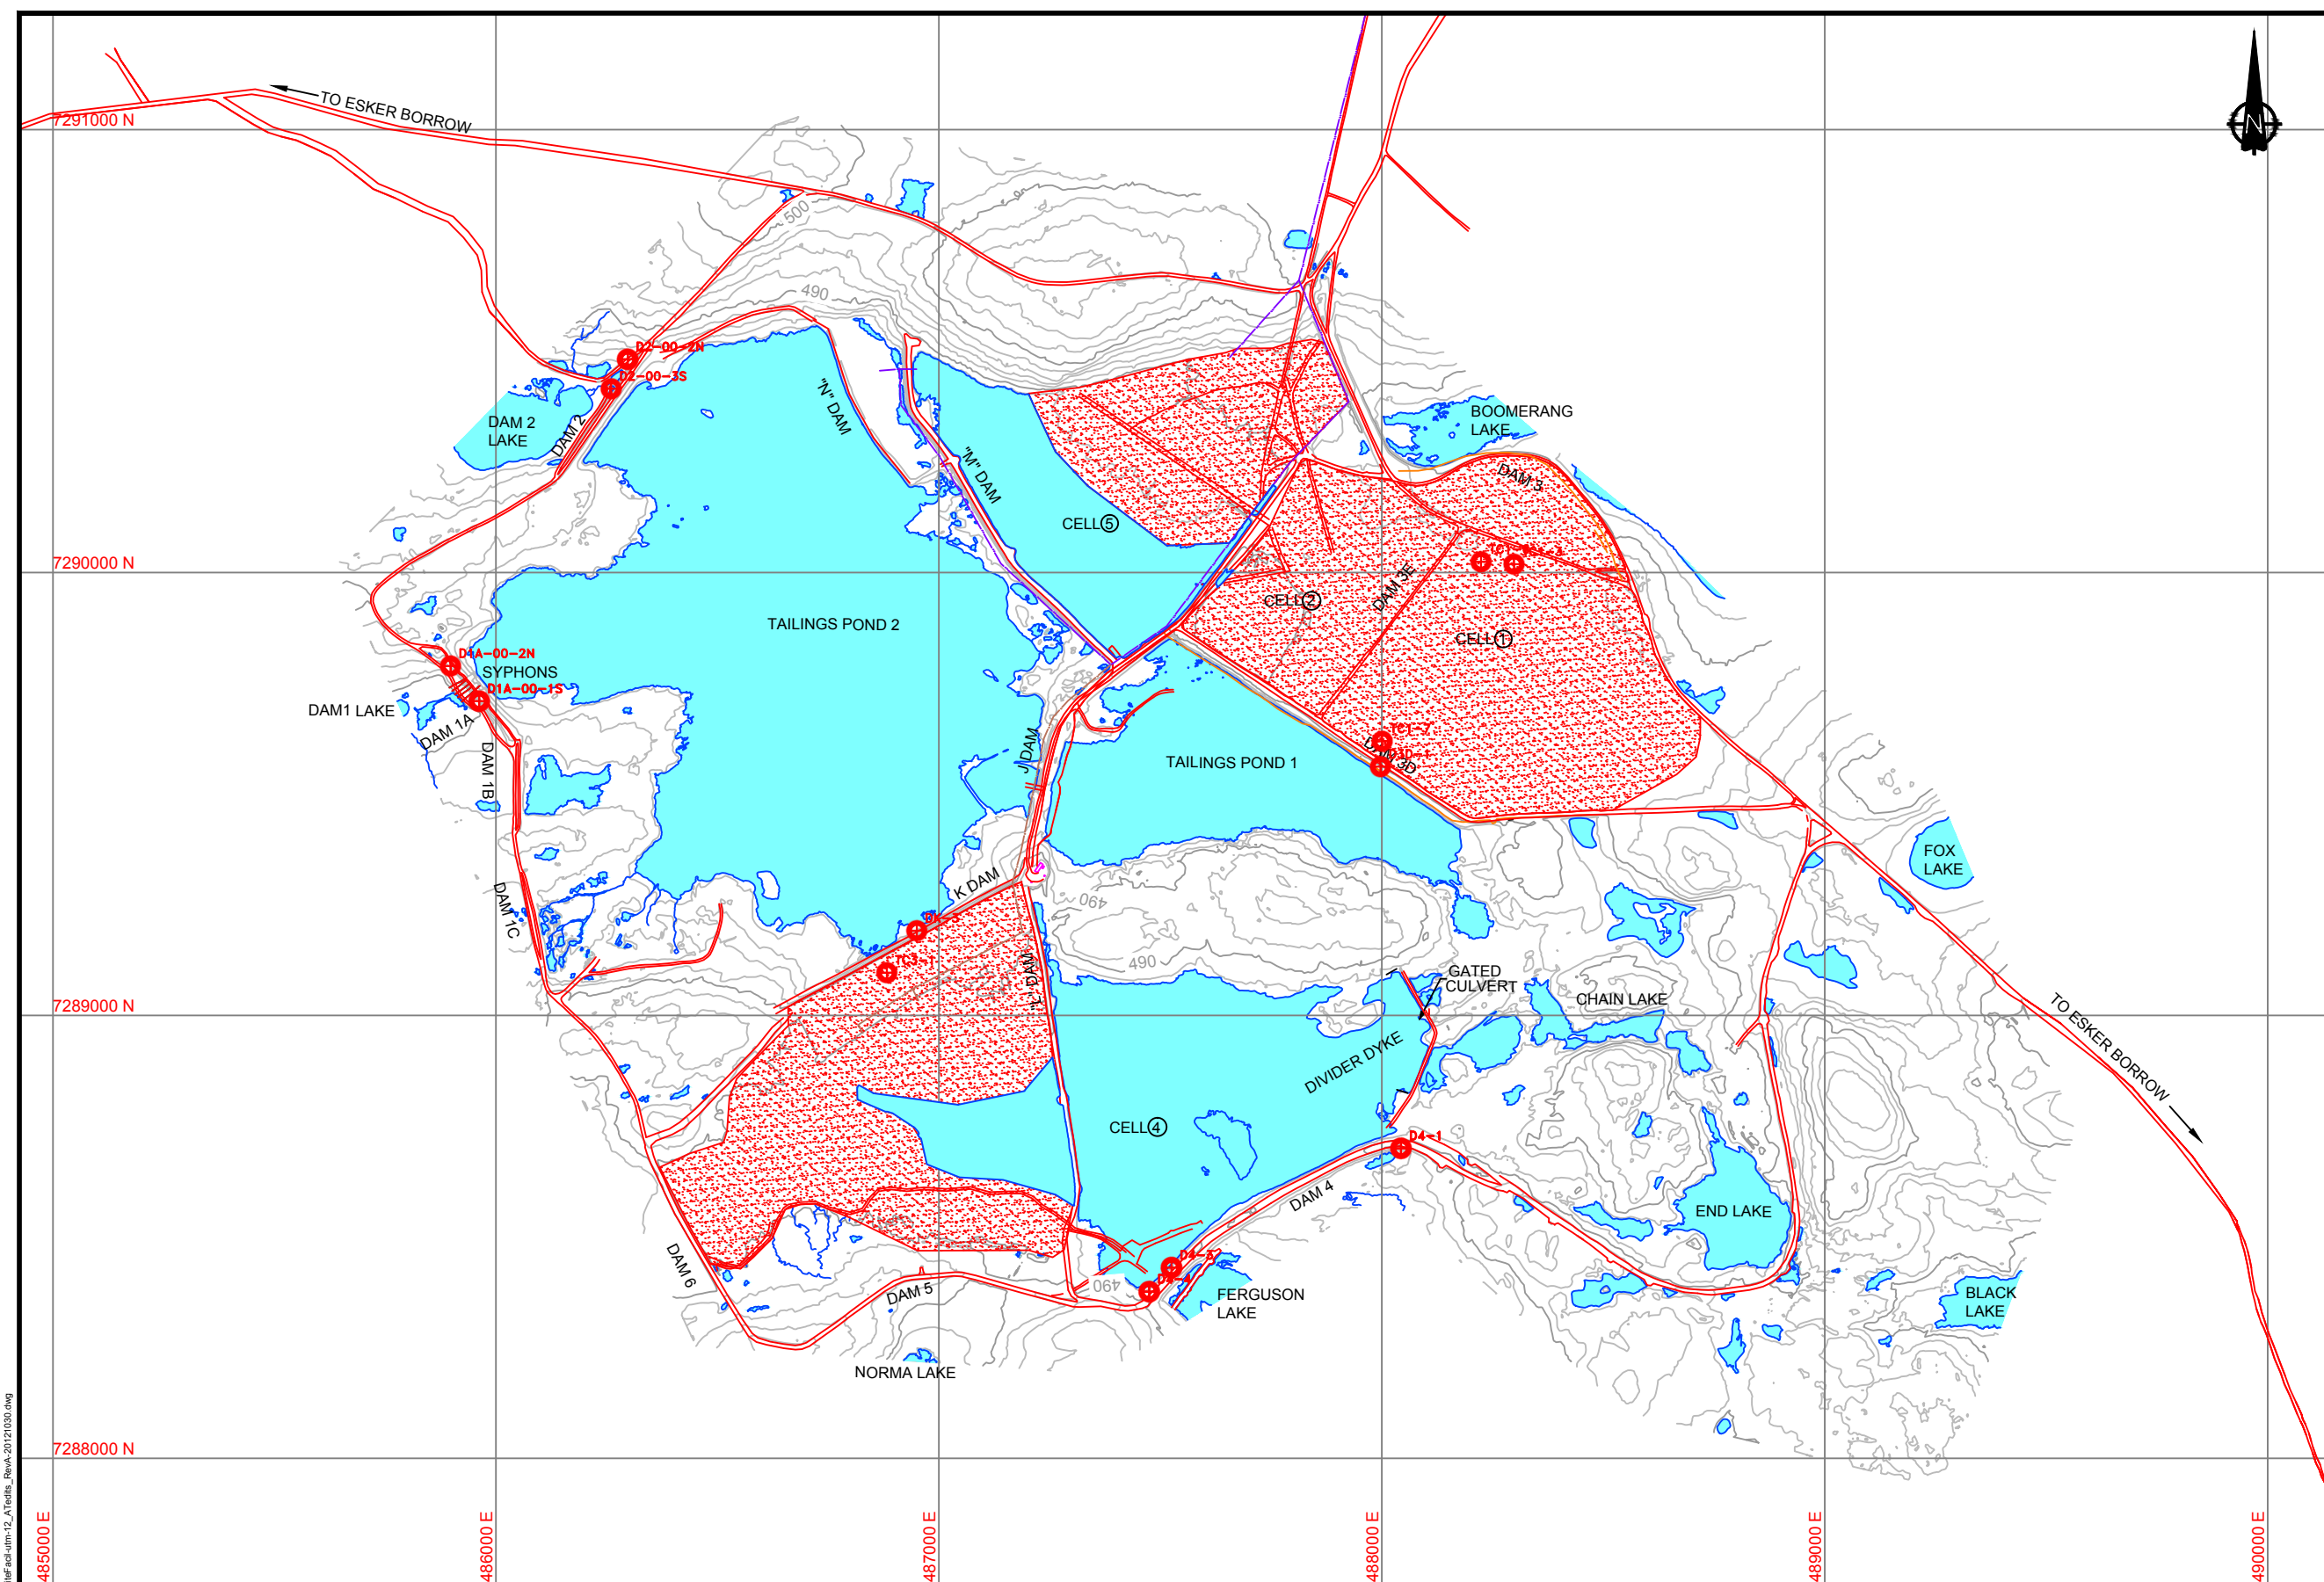 TO ESKER BORROW
7291000 N
N
500
490
D2-00-2N
D2-00-3S
DAM 2
LAKE
DAM 2
"N" DAM
"M" DAM
BOOMERANG
LAKE
DAM 3
CELL 5
7290000 N
CELL 2
DAM 3E
TAILINGS POND 2
CELL 1
D1A-00-2N
SYPHONS
D1A-00-1S
DAM1 LAKE
DAM 1A
DAM 1B
J DAM
TAILINGS POND 1
TC1-7
DAM 3D
FOX
LAKE
K DAM
490
DAM 1C
TC3-1
"L" DAM
490
GATED
CULVERT
CHAIN LAKE
7289000 N
TO ESKER BORROW
DIVIDER DYKE
CELL 4
D4-1
DAM 4
END LAKE
DAM 6
490
DAM 5
FERGUSON
LAKE
BLACK
LAKE
NORMA LAKE
7288000 N
485000 E
486000 E
487000 E
488000 E
489000 E
490000 E